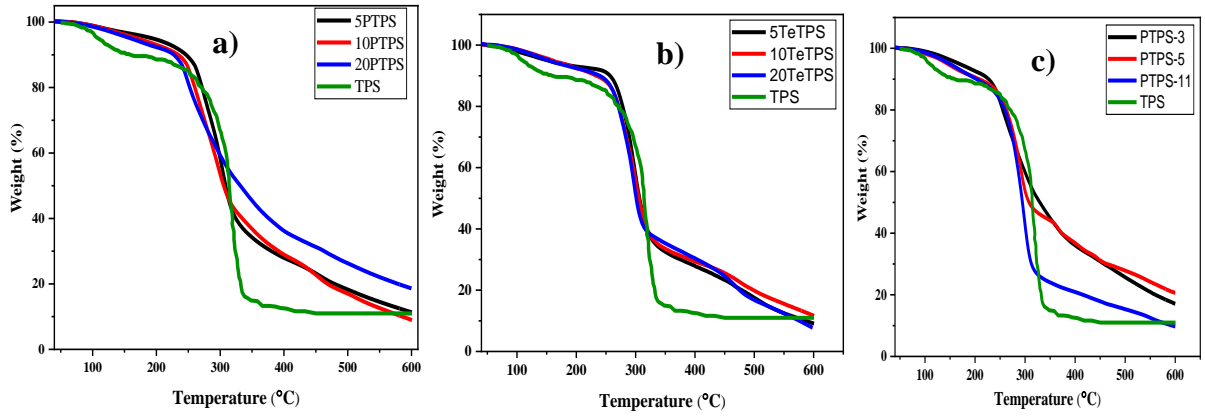 a)
5PTPS
10PTPS
20PTPS
TPS
Weight (%)
100
80
60
40
20
0
100 200 300 400 500 600
Temperature (°C)
b)
5TeTPS
10TeTPS
20TeTPS
TPS
Weight (%)
100
80
60
40
20
0
100 200 300 400 500 600
Temperature (°C)
c)
PTPS-3
PTPS-5
PTPS-11
TPS
Weight (%)
100
80
60
40
20
0
100 200 300 400 500 600
Temperature (°C)